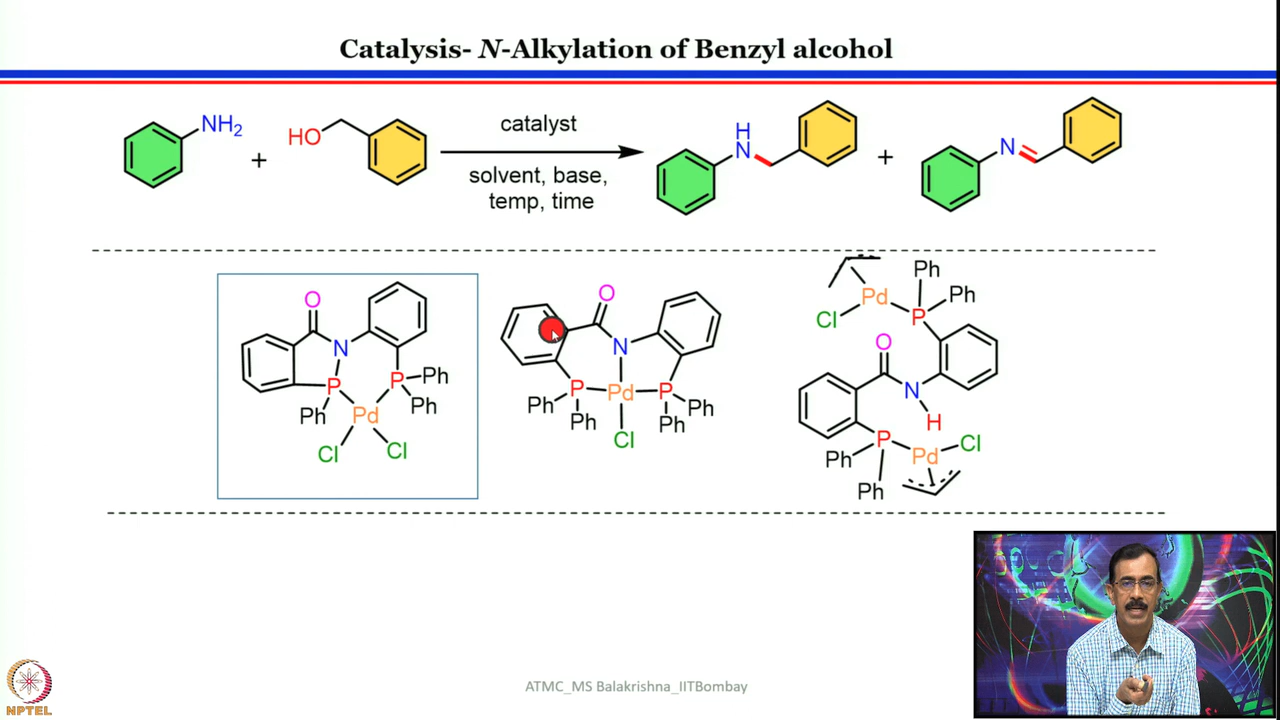 Catalysis- N-Alkylation of Benzyl alcohol
NH2
+
HO
catalyst
solvent, base,
temp, time
H
N
+
N
O
N
P
P
Ph
Ph
Ph
Pd
Cl
Cl
O
N
P
Pd
P
Ph
Ph
Ph
Ph
Cl
Pd
Cl
P
Ph
Ph
O
N
H
P
Pd
Cl
Ph
Ph
ATMC_MS Balakrishna_IITBombay
NPTEL